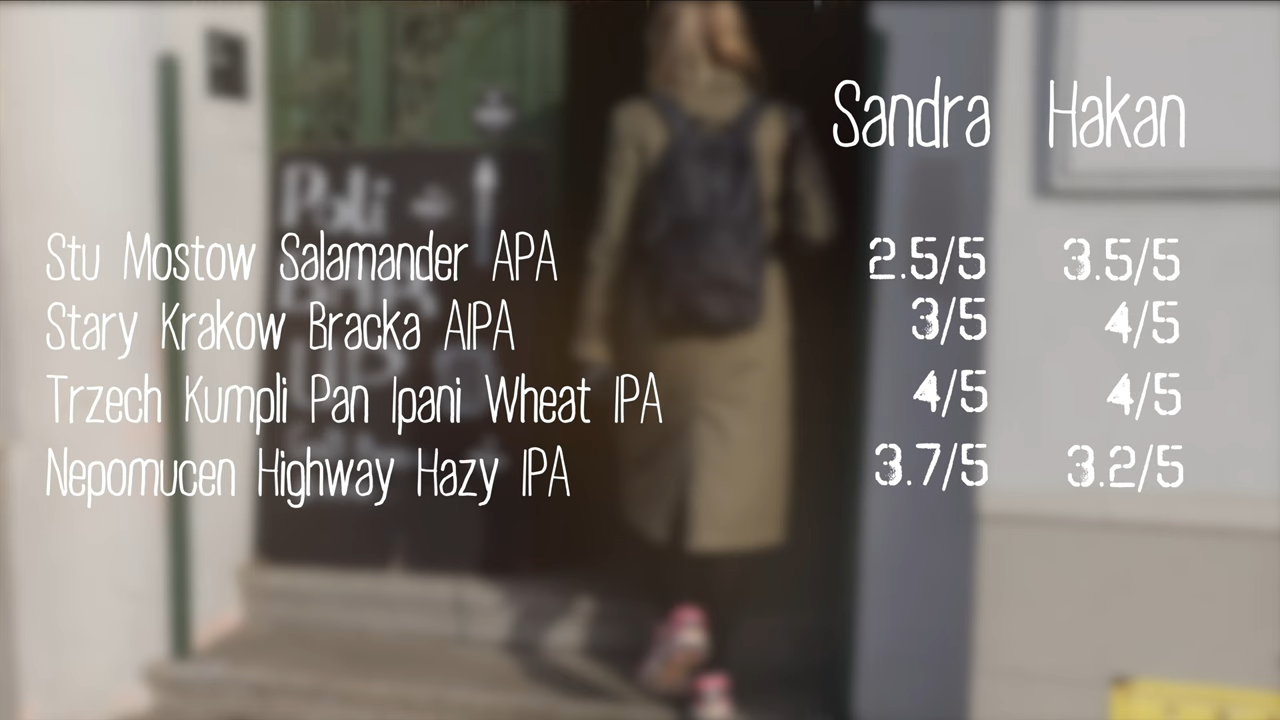 Sandra Hakan
Stu Mostow Salamander APA 2.5/5 3.5/5
Stary Krakow Bracka AIPA 3/5 4/5
Trzech Kumpli Pan Ipani Wheat IPA 4/5 4/5
Nepomucen Highway Hazy IPA 3.7/5 3.2/5
Poli